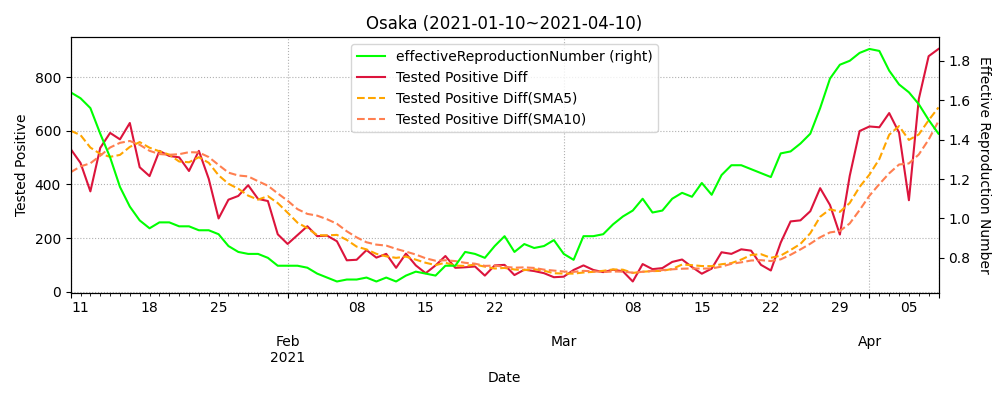 Osaka (2021-01-10~2021-04-10)
effectiveReproductionNumber (right)
Tested Positive Diff
Tested Positive Diff(SMA5)
Tested Positive Diff(SMA10)
Tested Positive
800
600
400
200
0
1.8
1.6
1.4
1.2
1.0
0.8
Effective Reproduction Number
11 18 25 08 15 22 08 15 22 29 05
Feb Mar Apr
2021
Date